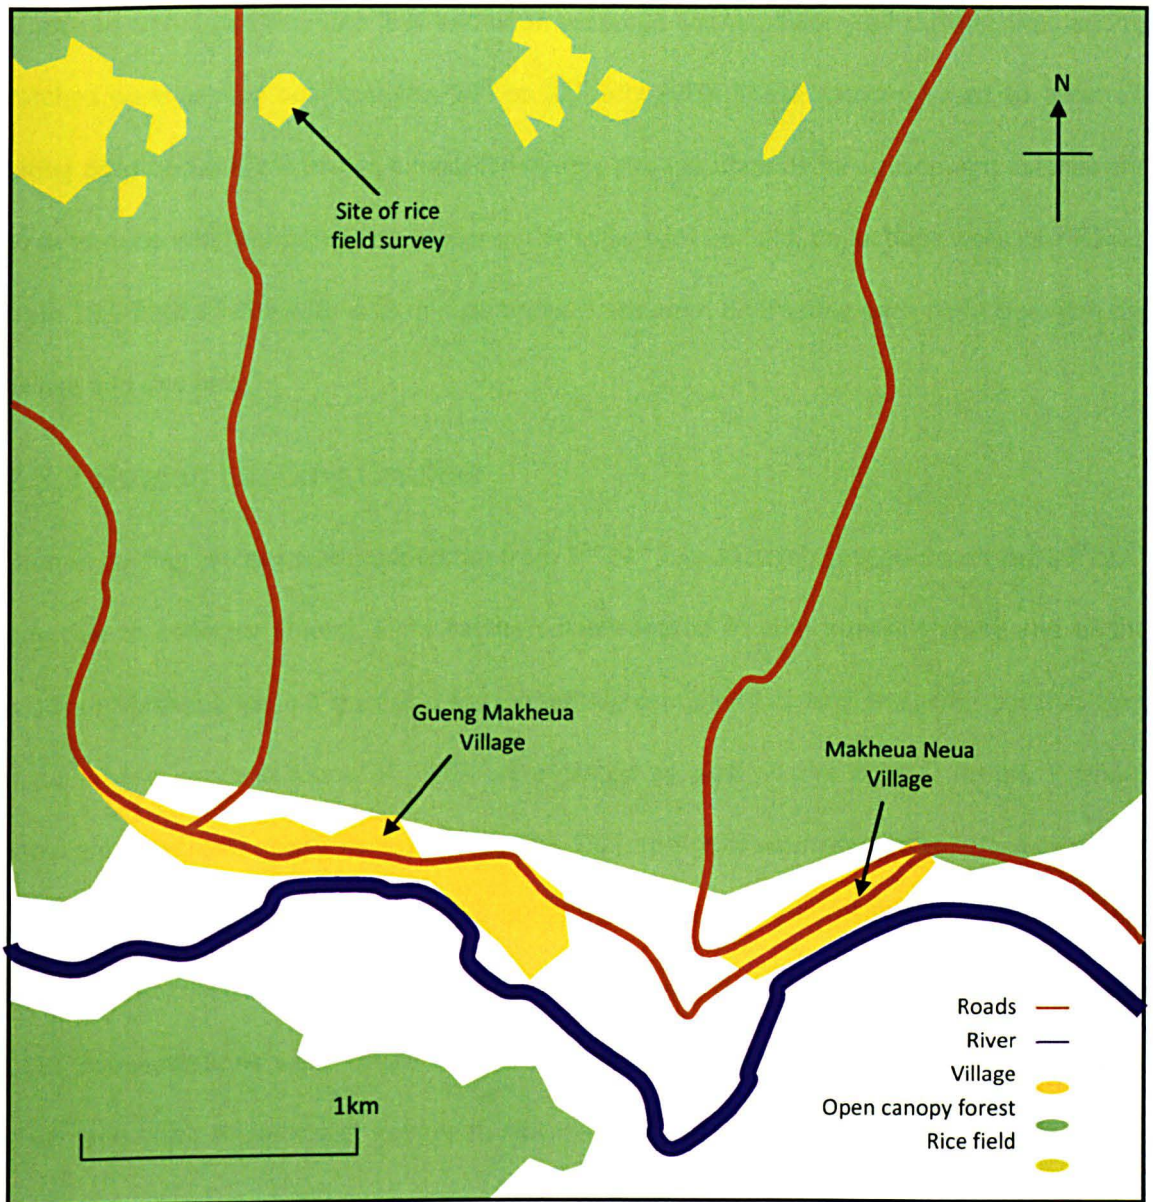 N
Site of rice
field survey
Gueng Makheua
Village
Makheua Neua
Village
Roads
River
Village
Open canopy forest
Rice field
1km